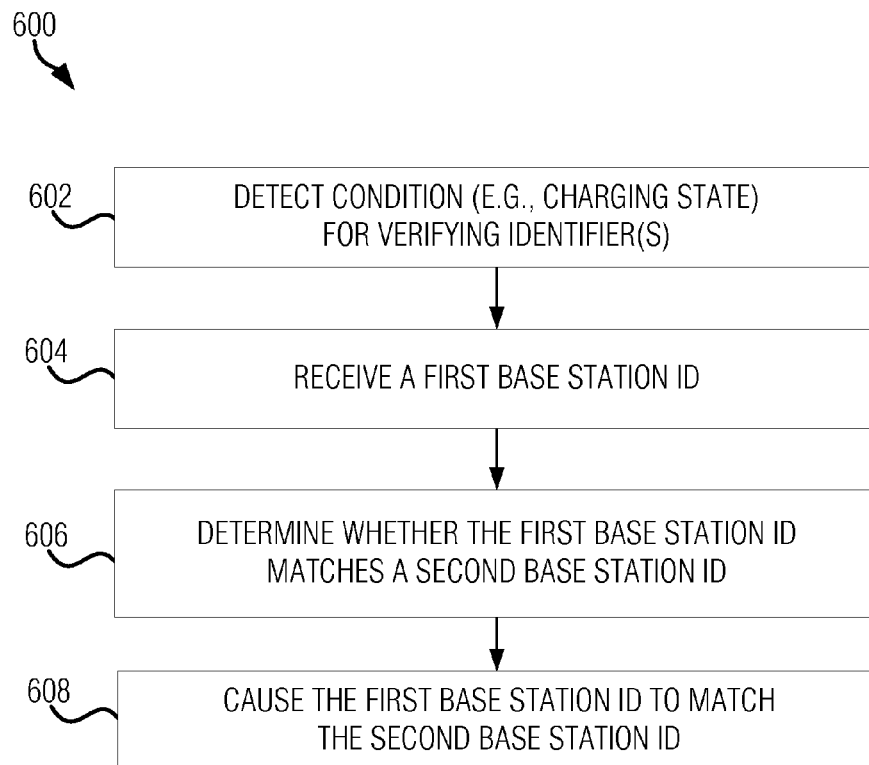 600
602
DETECT CONDITION (E.G., CHARGING STATE)
FOR VERIFYING IDENTIFIER(S)
604
RECEIVE A FIRST BASE STATION ID
606
DETERMINE WHETHER THE FIRST BASE STATION ID
MATCHES A SECOND BASE STATION ID
608
CAUSE THE FIRST BASE STATION ID TO MATCH
THE SECOND BASE STATION ID